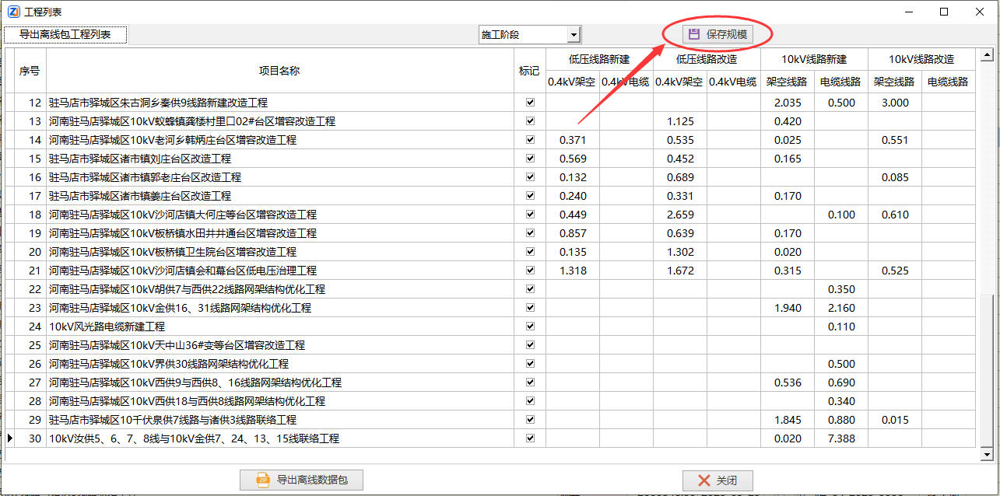 工程列表
导出离线包工程列表 施工阶段 保存规模
序号 项目名称 标记 低压线路新建 低压线路改造 10kV线路新建 10kV线路改造
0.4kV架空 0.4kV电缆 0.4kV架空 0.4kV电缆 架空线路 电缆线路 架空线路 电缆线路
12 驻马店市驿城区朱古洞乡秦供9线路新建改造工程 2.035 0.500 3.000
13 河南驻马店驿城区10kV蚁蜂镇龚楼村里口02#台区增容改造工程 1.125 0.420
14 河南驻马店驿城区10kV老河乡韩炳庄台区增容改造工程 0.371 0.535 0.025 0.551
15 驻马店市驿城区诸市镇刘庄台区改造工程 0.569 0.452 0.165
16 驻马店市驿城区诸市镇郭老庄台区改造工程 0.132 0.689 0.085
17 驻马店市驿城区诸市镇姜庄台区改造工程 0.240 0.331 0.170
18 河南驻马店驿城区10kV沙河店镇大何庄等台区增容改造工程 0.449 2.659 0.100 0.610
19 河南驻马店驿城区10kV板桥镇水田井井通台区增容改造工程 0.857 0.639 0.170
20 河南驻马店驿城区10kV板桥镇卫生院台区增容改造工程 0.135 1.302 0.020
21 河南驻马店驿城区10kV沙河店镇会和幕台区低电压治理工程 1.318 1.672 0.315 0.525
22 河南驻马店驿城区10kV胡供7与西供22线路网架结构优化工程 0.350
23 河南驻马店驿城区10kV金供16、31线路网架结构优化工程 1.940 2.160
24 10kV风光路电缆新建工程 0.110
25 河南驻马店驿城区10kV天中山36#变等台区增容改造工程
26 河南驻马店驿城区10kV界供30线路网架结构优化工程 0.500
27 河南驻马店驿城区10kV西供9与西供8、16线路网架结构优化工程 0.536 0.690
28 河南驻马店驿城区10kV西供18与西供8线路网架结构优化工程 0.340
29 驻马店市驿城区10千伏泉供7线路与诸供3线路联络工程 1.845 0.880 0.015
30 10kV汝供5、6、7、8线与10kV金供7、24、13、15线联络工程 0.020 7.388
ZIP 导出离线数据包 关闭